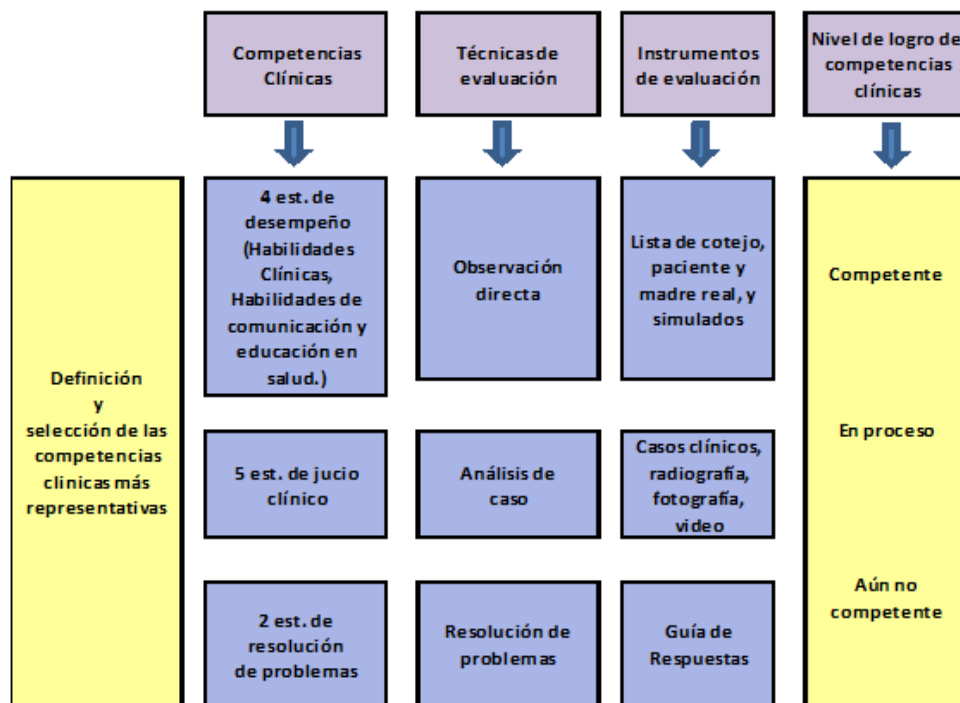 Competencias
Clínicas
Técnicas de
evaluación
Instrumentos
de evaluación
Nivel de logro de
competencias
clínicas
Definición
y
selección de las
competencias
clinicas más
representativas
4 est. de
desempeño
(Habilidades
Clínicas,
Habilidades de
comunicación y
educación en
salud.)
Observación
directa
Lista de cotejo,
paciente y
madre real, y
simulados
Competente
5 est. de jucio
clínico
Análisis de
caso
Casos clínicos,
radiografía,
fotografía,
video
En proceso
2 est. de
resolución
de problemas
Resolución de
problemas
Guía de
Respuestas
Aún no
competente